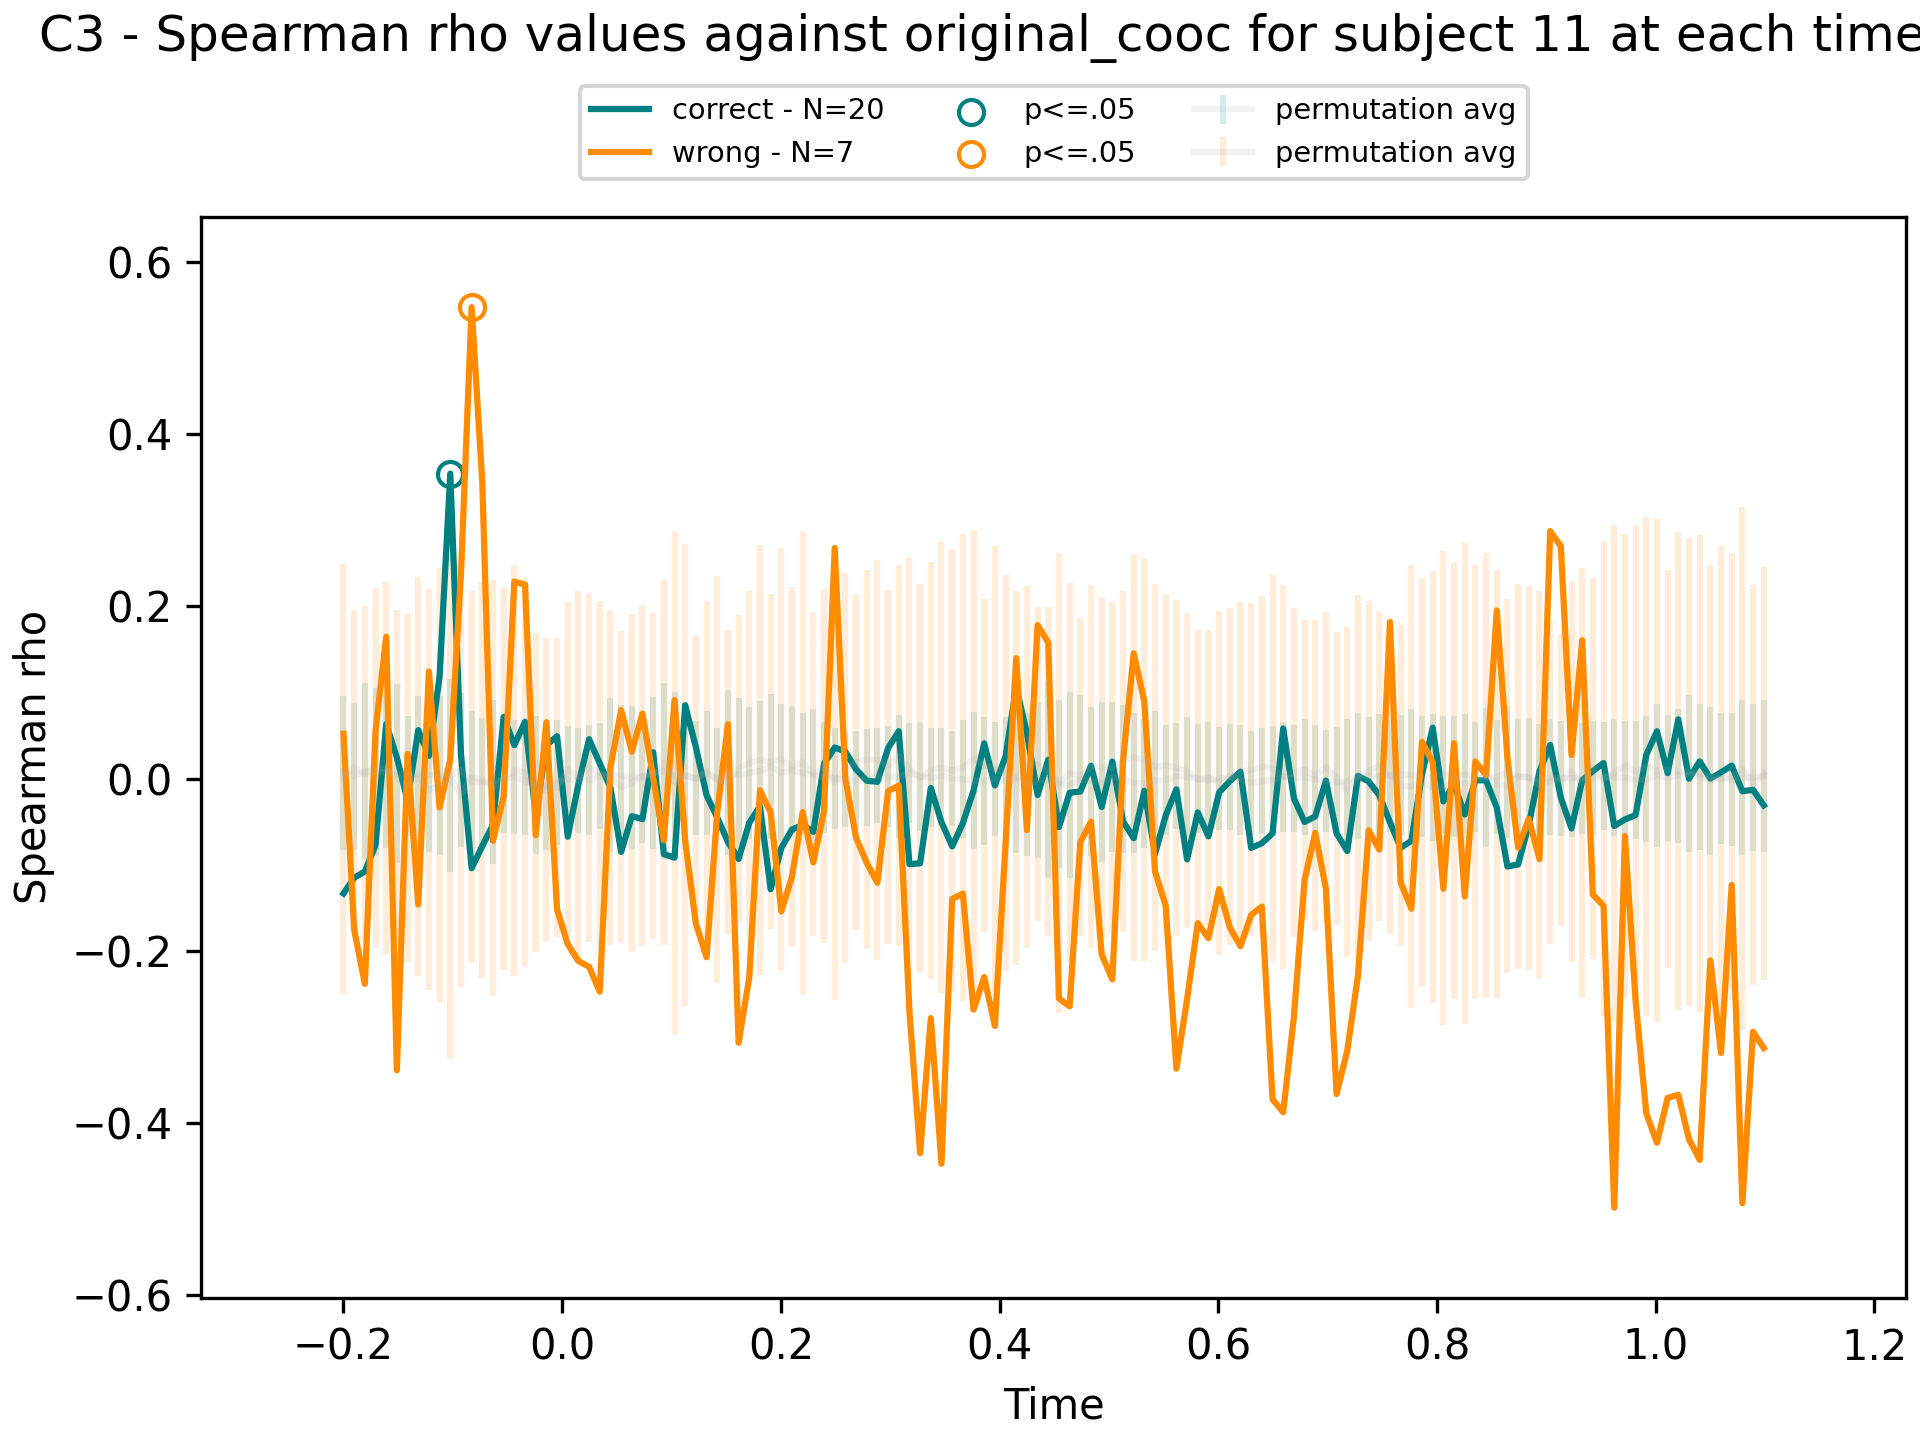 C3 - Spearman rho values against original_cooc for subject 11 at each time
correct - N=20
wrong - N=7
p<=.05
p<=.05
permutation avg
permutation avg
Spearman rho
0.6
0.4
0.2
0.0
−0.2
−0.4
−0.6
−0.2
0.0
0.2
0.4
0.6
0.8
1.0
1.2
Time